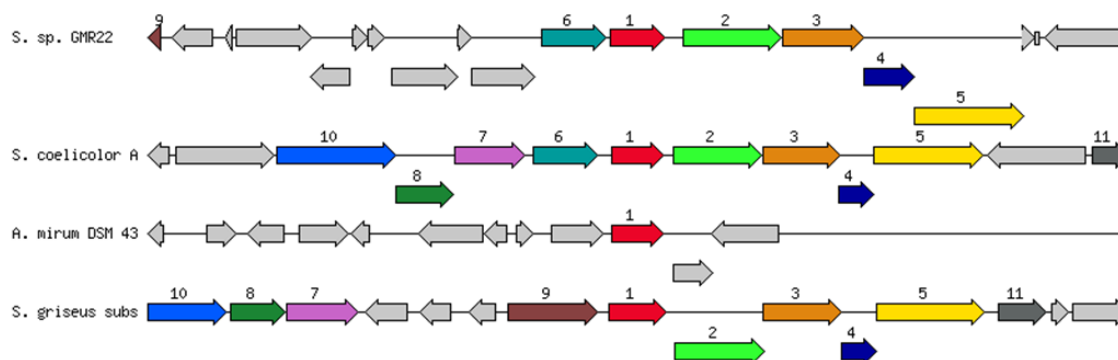 9 6 1 2 3
S. sp. GMR22
4
5
10 7 6 1 2 3 5 11
S. coelicolor A
8 4
1
A. mirum DSM 43
10 8 7 9 1 3 5 11
S. griseus subs
2 4